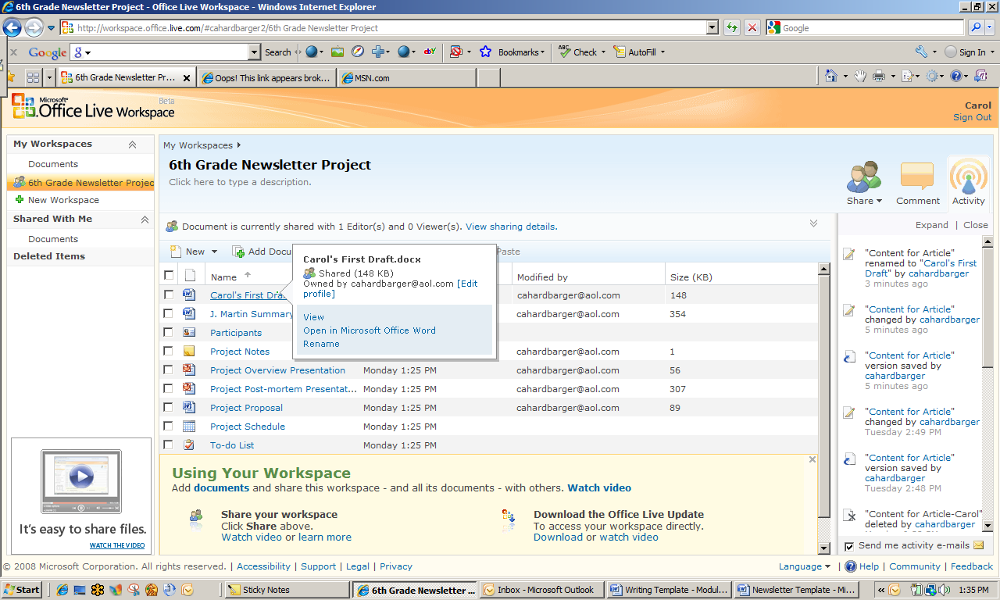 6th Grade Newsletter Project - Office Live Workspace - Windows Internet Explorer
http://workspace.office.live.com/#cahardbarger2/6th Grade Newsletter Project
Google
Google
Search
ebY
Bookmarks
ABC
Check
AutoFill
Sign In
6th Grade Newsletter Pr...
Oops! This link appears brok...
MSN.com
Microsoft®
Office Live Workspace
Beta
Carol
Sign Out
My Workspaces
Documents
6th Grade Newsletter Projec
New Workspace
Shared With Me
Documents
Deleted Items
It's easy to share files.
WATCH THE VIDEO
My Workspaces
6th Grade Newsletter Project
Click here to type a description.
Share
Comment
Activity
Document is currently shared with 1 Editor(s) and 0 Viewer(s). View sharing details.
New
Add Docu
Paste
Name
Modified by
Size (KB)
Carol's First Dra
cahardbarger@aol.com 148
J. Martin Summary
cahardbarger@aol.com 354
Participants
Project Notes
cahardbarger@aol.com 1
Project Overview Presentation Monday 1:25 PM cahardbarger@aol.com 56
Project Post-mortem Presentat... Monday 1:25 PM cahardbarger@aol.com 307
Project Proposal Monday 1:25 PM cahardbarger@aol.com 89
Project Schedule Monday 1:25 PM
To-do List Monday 1:25 PM
Carol's First Draft.docx
Shared (148 KB)
Owned by cahardbarger@aol.com [Edit
profile]
View
Open in Microsoft Office Word
Rename
Using Your Workspace
Add documents and share this workspace - and all its documents - with others. Watch video
Share your workspace
Click Share above.
Watch video or learn more
Download the Office Live Update
To access your workspace directly.
Download or watch video
Expand | Close
"Content for Article"
renamed to "Carol's First
Draft" by cahardbarger
3 minutes ago
"Content for Article"
changed by cahardbarger
5 minutes ago
"Content for Article"
version saved by
cahardbarger
5 minutes ago
"Content for Article"
changed by cahardbarger
Tuesday 2:49 PM
"Content for Article"
version saved by
cahardbarger
Tuesday 2:48 PM
"Content for Article-Carol"
deleted by cahardbarger
Send me activity e-mails
© 2008 Microsoft Corporation. All rights reserved. | Accessibility | Support | Legal | Privacy
Language | Help | Community | Feedback
Start
Sticky Notes
6th Grade Newsletter ...
Inbox - Microsoft Outlook
Writing Template - Modul...
Newsletter Template - Mi...
1:35 PM